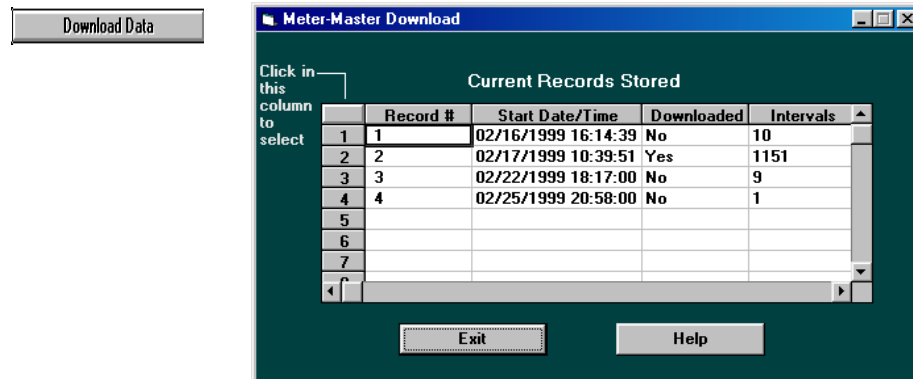 Download Data
Meter-Master Download
Click in
this
column
to
select
Current Records Stored
Record # Start Date/Time Downloaded Intervals
1 1 02/16/1999 16:14:39 No 10
2 2 02/17/1999 10:39:51 Yes 1151
3 3 02/22/1999 18:17:00 No 9
4 4 02/25/1999 20:58:00 No 1
5
6
7
Exit Help